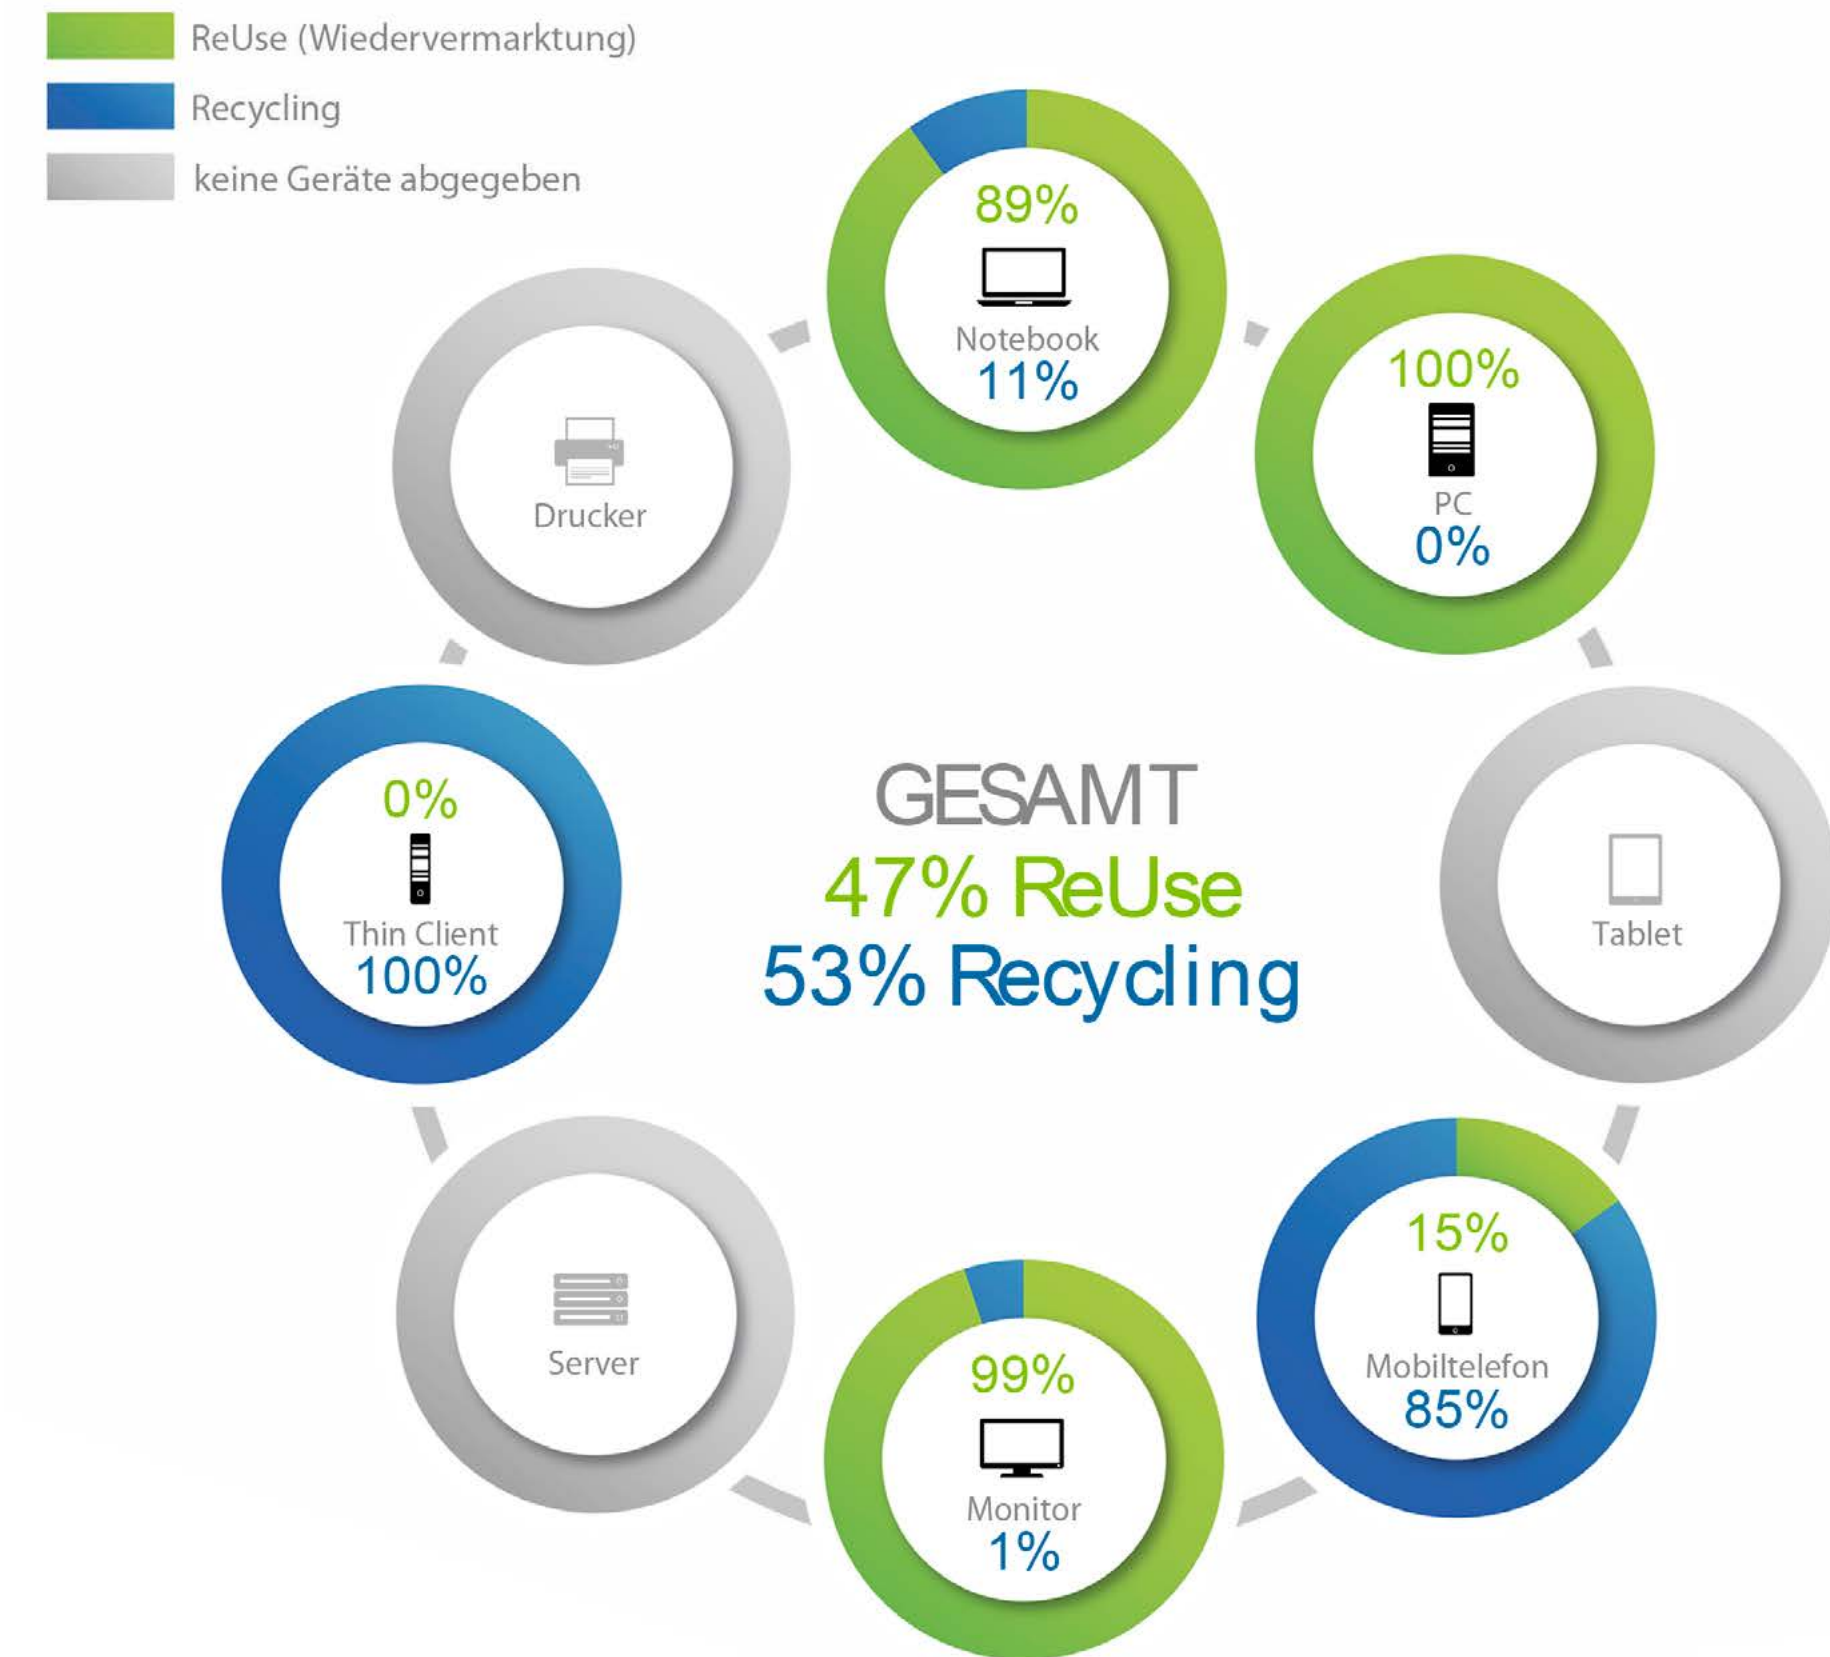 ReUse (Wiedervermarktung)
Recycling
keine Geräte abgegeben
89%
Notebook
11%
100%
PC
0%
Drucker
Tablet
0%
Thin Client
100%
GESAMT
47% ReUse
53% Recycling
15%
Mobiltelefon
85%
Server
99%
Monitor
1%